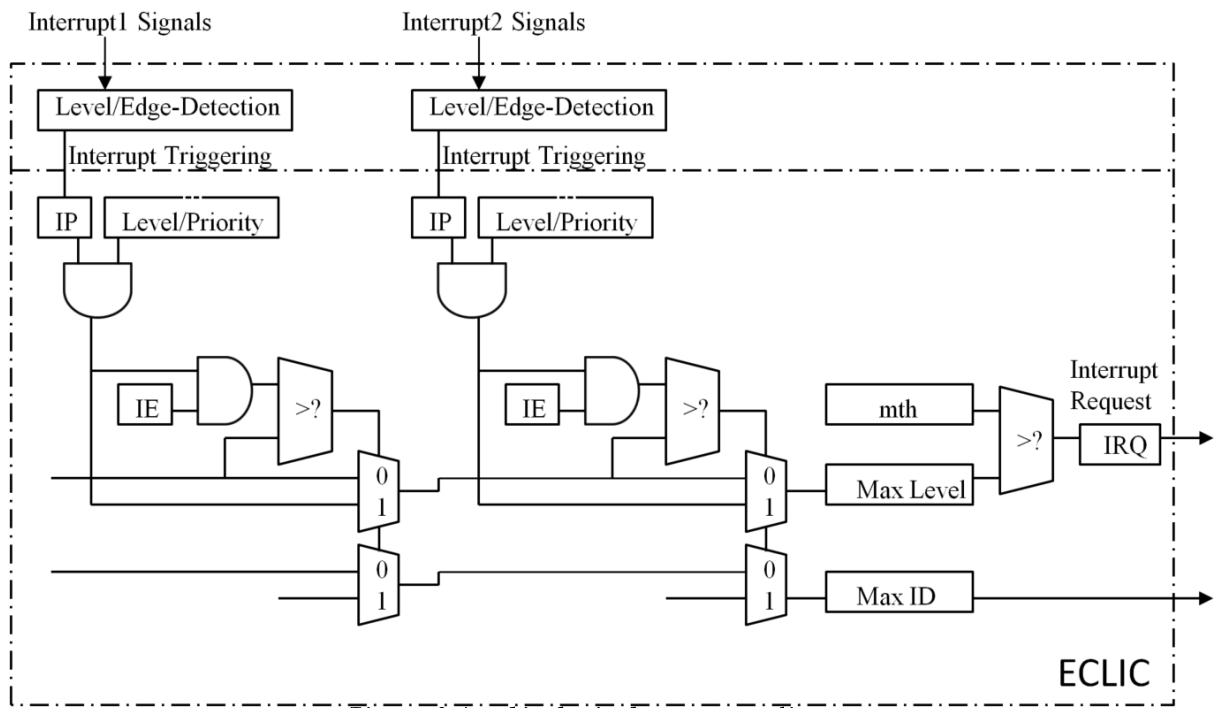 Interrupt1 Signals
Interrupt2 Signals
Level/Edge-Detection
Level/Edge-Detection
Interrupt Triggering
Interrupt Triggering
IP
Level/Priority
IP
Level/Priority
IE
>?
IE
>?
mth
>?
Interrupt
Request
IRQ
0
1
0
1
Max Level
0
1
0
1
Max ID
ECLIC